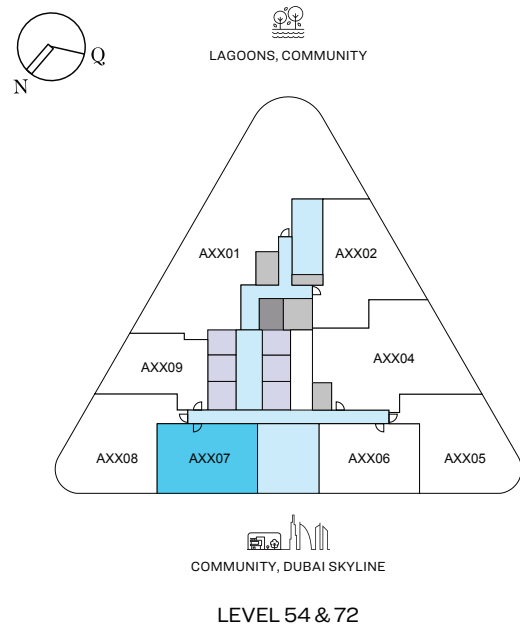 LAGOONS, COMMUNITY
Q
N
AXX01
AXX02
AXX09
AXX04
AXX08
AXX07
AXX06
AXX05
COMMUNITY, DUBAI SKYLINE
LEVEL 54 & 72